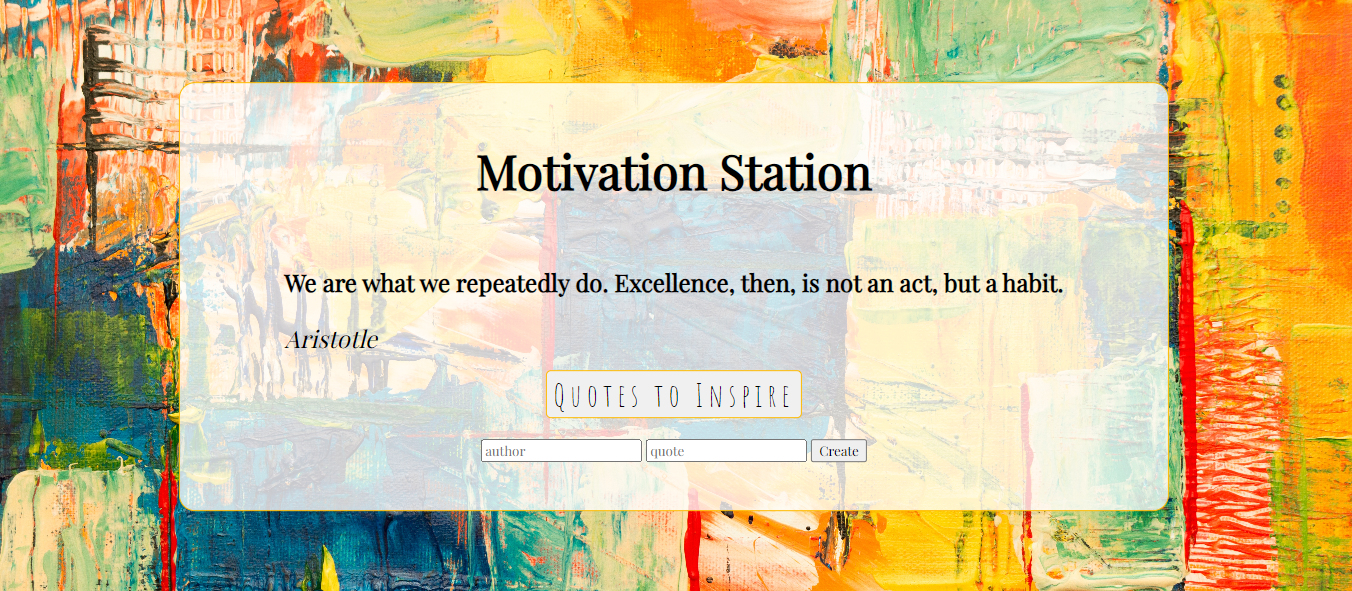 Motivation Station
We are what we repeatedly do. Excellence, then, is not an act, but a habit.
Aristotle
Quotes to Inspire
author quote Create